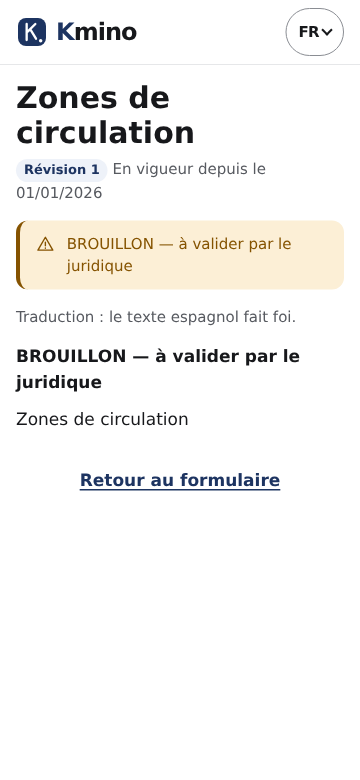 K. Kmino
FR
Zones de
circulation
Révision 1 En vigueur depuis le
01/01/2026
BROUILLON — à valider par le
juridique
Traduction : le texte espagnol fait foi.
BROUILLON — à valider par le
juridique
Zones de circulation
Retour au formulaire